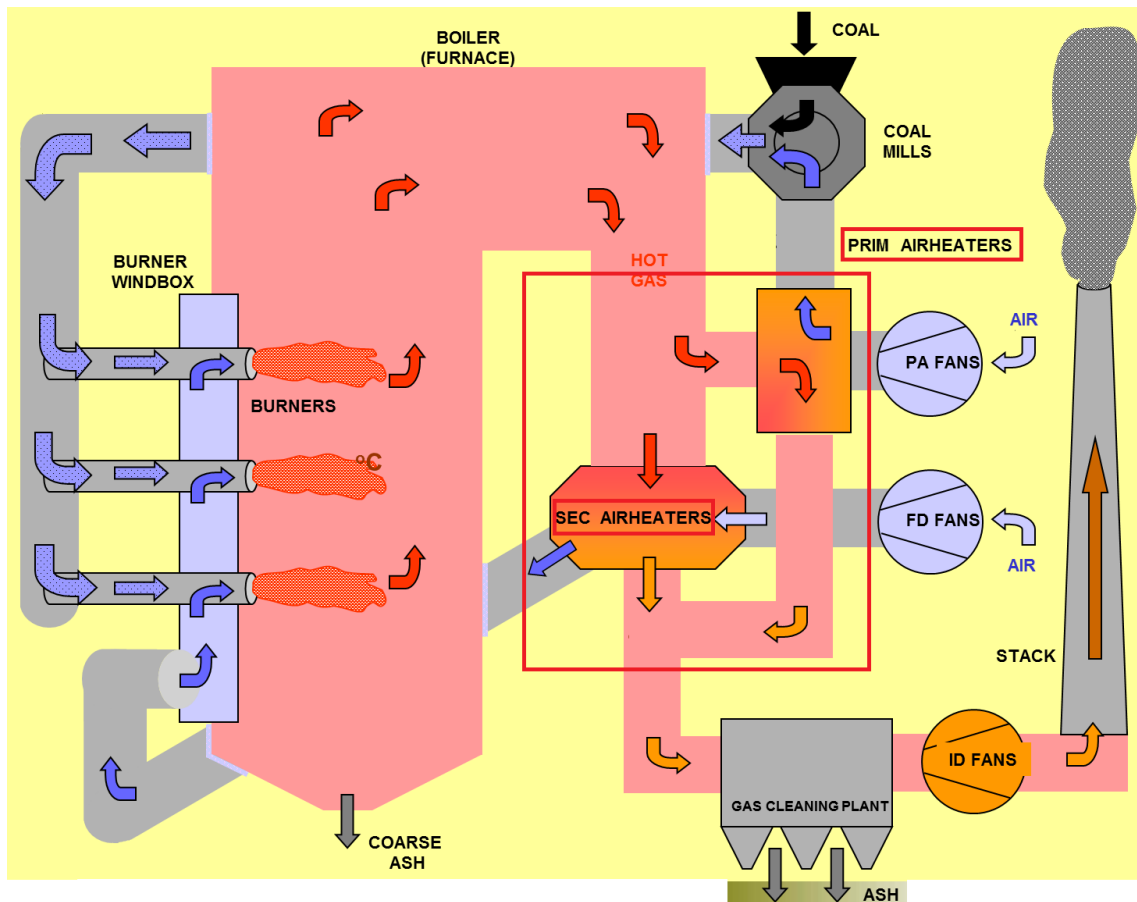 COAL
BOILER
(FURNACE)
COAL
MILLS
PRIM AIRHEATERS
BURNER
WINDBOX
HOT
GAS
AIR
PA FANS
BURNERS
°C
SEC AIRHEATERS
FD FANS
AIR
STACK
ID FANS
GAS CLEANING PLANT
COARSE
ASH
ASH